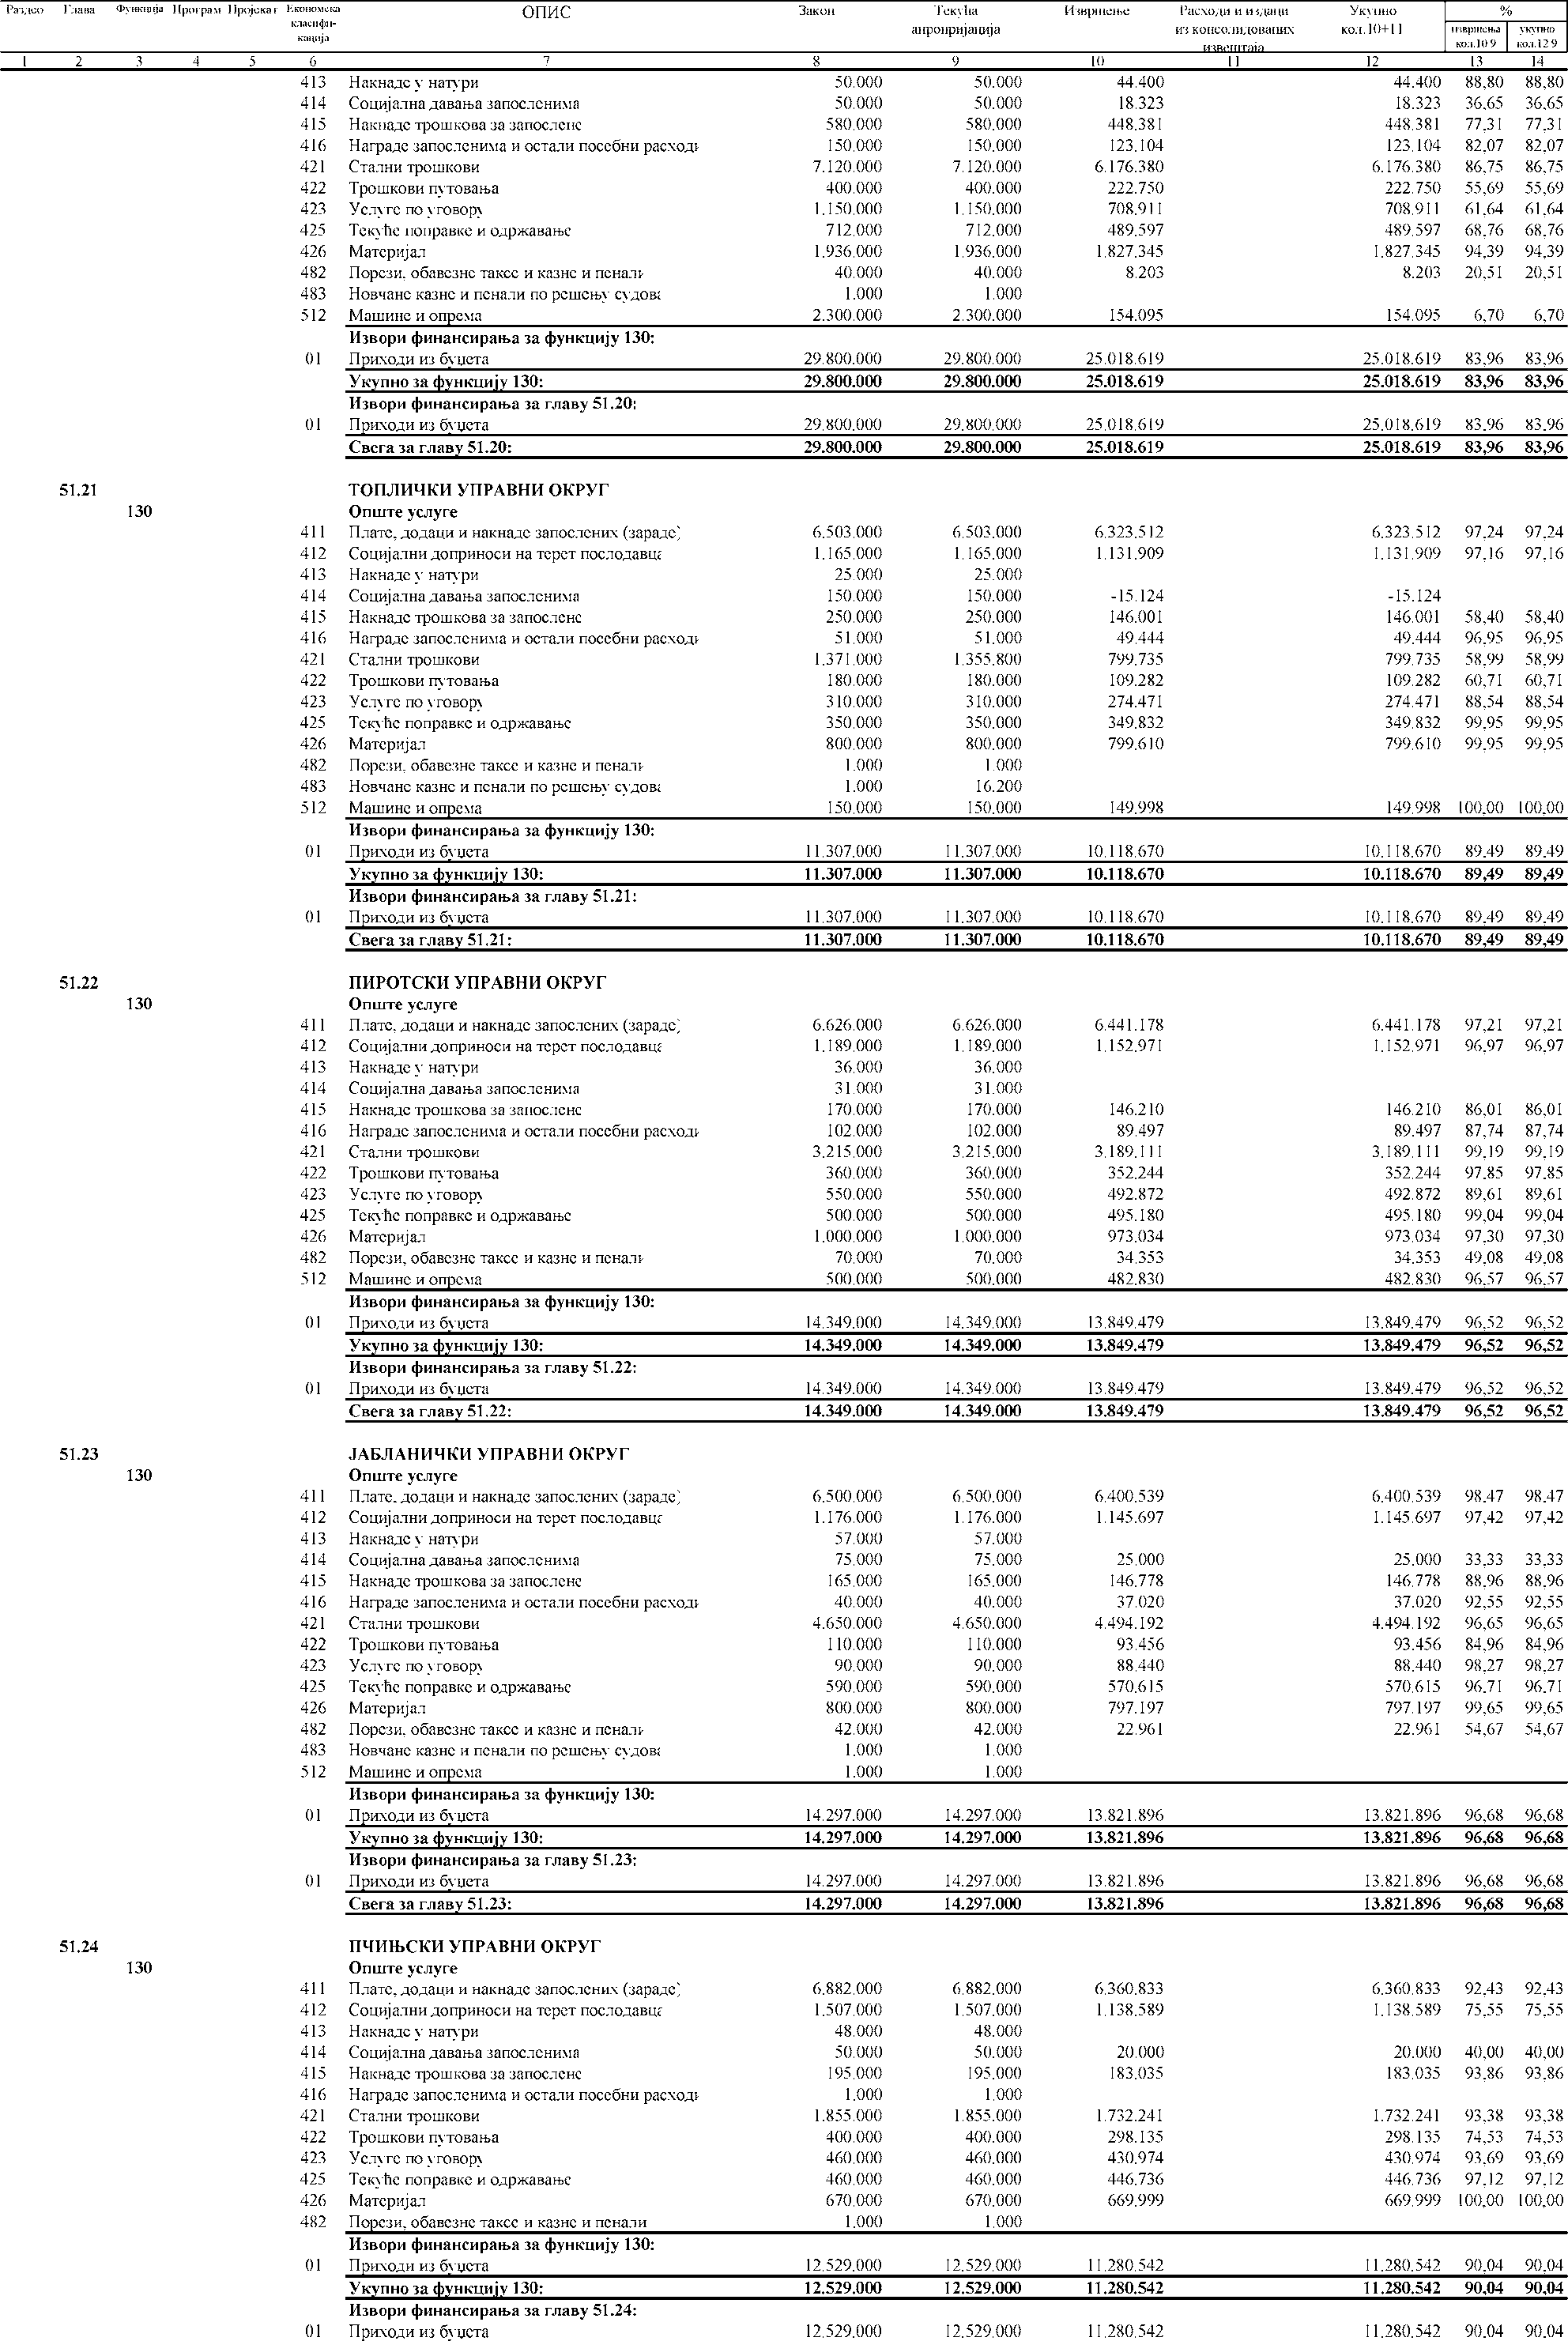 Раздео Глава Функција Програм Пројекат Економска класифи-кација ОПИС Закон Текућа апропријација Извршење Расходи и издаци из консолидованих извештаја Укупно кол.10+11 % извршења кол.10 9 укупно кол.12 9
1 2 3 4 5 6 7 8 9 10 11 12 13 14
413 Накнаде у натури 50.000 50.000 44.400 44.400 88,80 88,80
414 Социјална давања запосленима 50.000 50.000 18.323 18.323 36,65 36,65
415 Накнаде трошкова за запослене 580.000 580.000 448.381 448.381 77,31 77,31
416 Награде запосленима и остали посебни расходи 150.000 150.000 123.104 123.104 82,07 82,07
421 Стални трошкови 7.120.000 7.120.000 6.176.380 6.176.380 86,75 86,75
422 Трошкови путовања 400.000 400.000 222.750 222.750 55,69 55,69
423 Услуге по уговору 1.150.000 1.150.000 708.911 708.911 61,64 61,64
425 Текуће поправке и одржавање 712.000 712.000 489.597 489.597 68,76 68,76
426 Материјал 1.936.000 1.936.000 1.827.345 1.827.345 94,39 94,39
482 Порези, обавезне таксе и казне и пенали 40.000 40.000 8.203 8.203 20,51 20,51
483 Новчане казне и пенали по решењу судова 1.000 1.000
512 Машине и опрема 2.300.000 2.300.000 154.095 154.095 6,70 6,70
Извори финансирања за функцију 130:
01 Приходи из буџета 29.800.000 29.800.000 25.018.619 25.018.619 83,96 83,96
Укупно за функцију 130: 29.800.000 29.800.000 25.018.619 25.018.619 83,96 83,96
Извори финансирања за главу 51.20:
01 Приходи из буџета 29.800.000 29.800.000 25.018.619 25.018.619 83,96 83,96
Свега за главу 51.20: 29.800.000 29.800.000 25.018.619 25.018.619 83,96 83,96
51.21 ТОПЛИЧКИ УПРАВНИ ОКРУГ
130 Опште услуге
411 Плате, додаци и накнаде запослених (зараде) 6.503.000 6.503.000 6.323.512 6.323.512 97,24 97,24
412 Социјални доприноси на терет послодавца 1.165.000 1.165.000 1.131.909 1.131.909 97,16 97,16
413 Накнаде у натури 25.000 25.000
414 Социјална давања запосленима 150.000 150.000 -15.124 -15.124
415 Накнаде трошкова за запослене 250.000 250.000 146.001 146.001 58,40 58,40
416 Награде запосленима и остали посебни расходи 51.000 51.000 49.444 49.444 96,95 96,95
421 Стални трошкови 1.371.000 1.355.800 799.735 799.735 58,99 58,99
422 Трошкови путовања 180.000 180.000 109.282 109.282 60,71 60,71
423 Услуге по уговору 310.000 310.000 274.471 274.471 88,54 88,54
425 Текуће поправке и одржавање 350.000 350.000 349.832 349.832 99,95 99,95
426 Материјал 800.000 800.000 799.610 799.610 99,95 99,95
482 Порези, обавезне таксе и казне и пенали 1.000 1.000
483 Новчане казне и пенали по решењу судова 1.000 16.200
512 Машине и опрема 150.000 150.000 149.998 149.998 100,00 100,00
Извори финансирања за функцију 130:
01 Приходи из буџета 11.307.000 11.307.000 10.118.670 10.118.670 89,49 89,49
Укупно за функцију 130: 11.307.000 11.307.000 10.118.670 10.118.670 89,49 89,49
Извори финансирања за главу 51.21:
01 Приходи из буџета 11.307.000 11.307.000 10.118.670 10.118.670 89,49 89,49
Свега за главу 51.21: 11.307.000 11.307.000 10.118.670 10.118.670 89,49 89,49
51.22 ПИРОТСКИ УПРАВНИ ОКРУГ
130 Опште услуге
411 Плате, додаци и накнаде запослених (зараде) 6.626.000 6.626.000 6.441.178 6.441.178 97,21 97,21
412 Социјални доприноси на терет послодавца 1.189.000 1.189.000 1.152.971 1.152.971 96,97 96,97
413 Накнаде у натури 36.000 36.000
414 Социјална давања запосленима 31.000 31.000
415 Накнаде трошкова за запослене 170.000 170.000 146.210 146.210 86,01 86,01
416 Награде запосленима и остали посебни расходи 102.000 102.000 89.497 89.497 87,74 87,74
421 Стални трошкови 3.215.000 3.215.000 3.189.111 3.189.111 99,19 99,19
422 Трошкови путовања 360.000 360.000 352.244 352.244 97,85 97,85
423 Услуге по уговору 550.000 550.000 492.872 492.872 89,61 89,61
425 Текуће поправке и одржавање 500.000 500.000 495.180 495.180 99,04 99,04
426 Материјал 1.000.000 1.000.000 973.034 973.034 97,30 97,30
482 Порези, обавезне таксе и казне и пенали 70.000 70.000 34.353 34.353 49,08 49,08
512 Машине и опрема 500.000 500.000 482.830 482.830 96,57 96,57
Извори финансирања за функцију 130:
01 Приходи из буџета 14.349.000 14.349.000 13.849.479 13.849.479 96,52 96,52
Укупно за функцију 130: 14.349.000 14.349.000 13.849.479 13.849.479 96,52 96,52
Извори финансирања за главу 51.22:
01 Приходи из буџета 14.349.000 14.349.000 13.849.479 13.849.479 96,52 96,52
Свега за главу 51.22: 14.349.000 14.349.000 13.849.479 13.849.479 96,52 96,52
51.23 ЈАБЛАНИЧКИ УПРАВНИ ОКРУГ
130 Опште услуге
411 Плате, додаци и накнаде запослених (зараде) 6.500.000 6.500.000 6.400.539 6.400.539 98,47 98,47
412 Социјални доприноси на терет послодавца 1.176.000 1.176.000 1.145.697 1.145.697 97,42 97,42
413 Накнаде у натури 57.000 57.000
414 Социјална давања запосленима 75.000 75.000 25.000 25.000 33,33 33,33
415 Накнаде трошкова за запослене 165.000 165.000 146.778 146.778 88,96 88,96
416 Награде запосленима и остали посебни расходи 40.000 40.000 37.020 37.020 92,55 92,55
421 Стални трошкови 4.650.000 4.650.000 4.494.192 4.494.192 96,65 96,65
422 Трошкови путовања 110.000 110.000 93.456 93.456 84,96 84,96
423 Услуге по уговору 90.000 90.000 88.440 88.440 98,27 98,27
425 Текуће поправке и одржавање 590.000 590.000 570.615 570.615 96,71 96,71
426 Материјал 800.000 800.000 797.197 797.197 99,65 99,65
482 Порези, обавезне таксе и казне и пенали 42.000 42.000 22.961 22.961 54,67 54,67
483 Новчане казне и пенали по решењу судова 1.000 1.000
512 Машине и опрема 1.000 1.000
Извори финансирања за функцију 130:
01 Приходи из буџета 14.297.000 14.297.000 13.821.896 13.821.896 96,68 96,68
Укупно за функцију 130: 14.297.000 14.297.000 13.821.896 13.821.896 96,68 96,68
Извори финансирања за главу 51.23:
01 Приходи из буџета 14.297.000 14.297.000 13.821.896 13.821.896 96,68 96,68
Свега за главу 51.23: 14.297.000 14.297.000 13.821.896 13.821.896 96,68 96,68
51.24 ПЧИЊСКИ УПРАВНИ ОКРУГ
130 Опште услуге
411 Плате, додаци и накнаде запослених (зараде) 6.882.000 6.882.000 6.360.833 6.360.833 92,43 92,43
412 Социјални доприноси на терет послодавца 1.507.000 1.507.000 1.138.589 1.138.589 75,55 75,55
413 Накнаде у натури 48.000 48.000
414 Социјална давања запосленима 50.000 50.000 20.000 20.000 40,00 40,00
415 Накнаде трошкова за запослене 195.000 195.000 183.035 183.035 93,86 93,86
416 Награде запосленима и остали посебни расходи 1.000 1.000
421 Стални трошкови 1.855.000 1.855.000 1.732.241 1.732.241 93,38 93,38
422 Трошкови путовања 400.000 400.000 298.135 298.135 74,53 74,53
423 Услуге по уговору 460.000 460.000 430.974 430.974 93,69 93,69
425 Текуће поправке и одржавање 460.000 460.000 446.736 446.736 97,12 97,12
426 Материјал 670.000 670.000 669.999 669.999 100,00 100,00
482 Порези, обавезне таксе и казне и пенали 1.000 1.000
Извори финансирања за функцију 130:
01 Приходи из буџета 12.529.000 12.529.000 11.280.542 11.280.542 90,04 90,04
Укупно за функцију 130: 12.529.000 12.529.000 11.280.542 11.280.542 90,04 90,04
Извори финансирања за главу 51.24:
01 Приходи из буџета 12.529.000 12.529.000 11.280.542 11.280.542 90,04 90,04